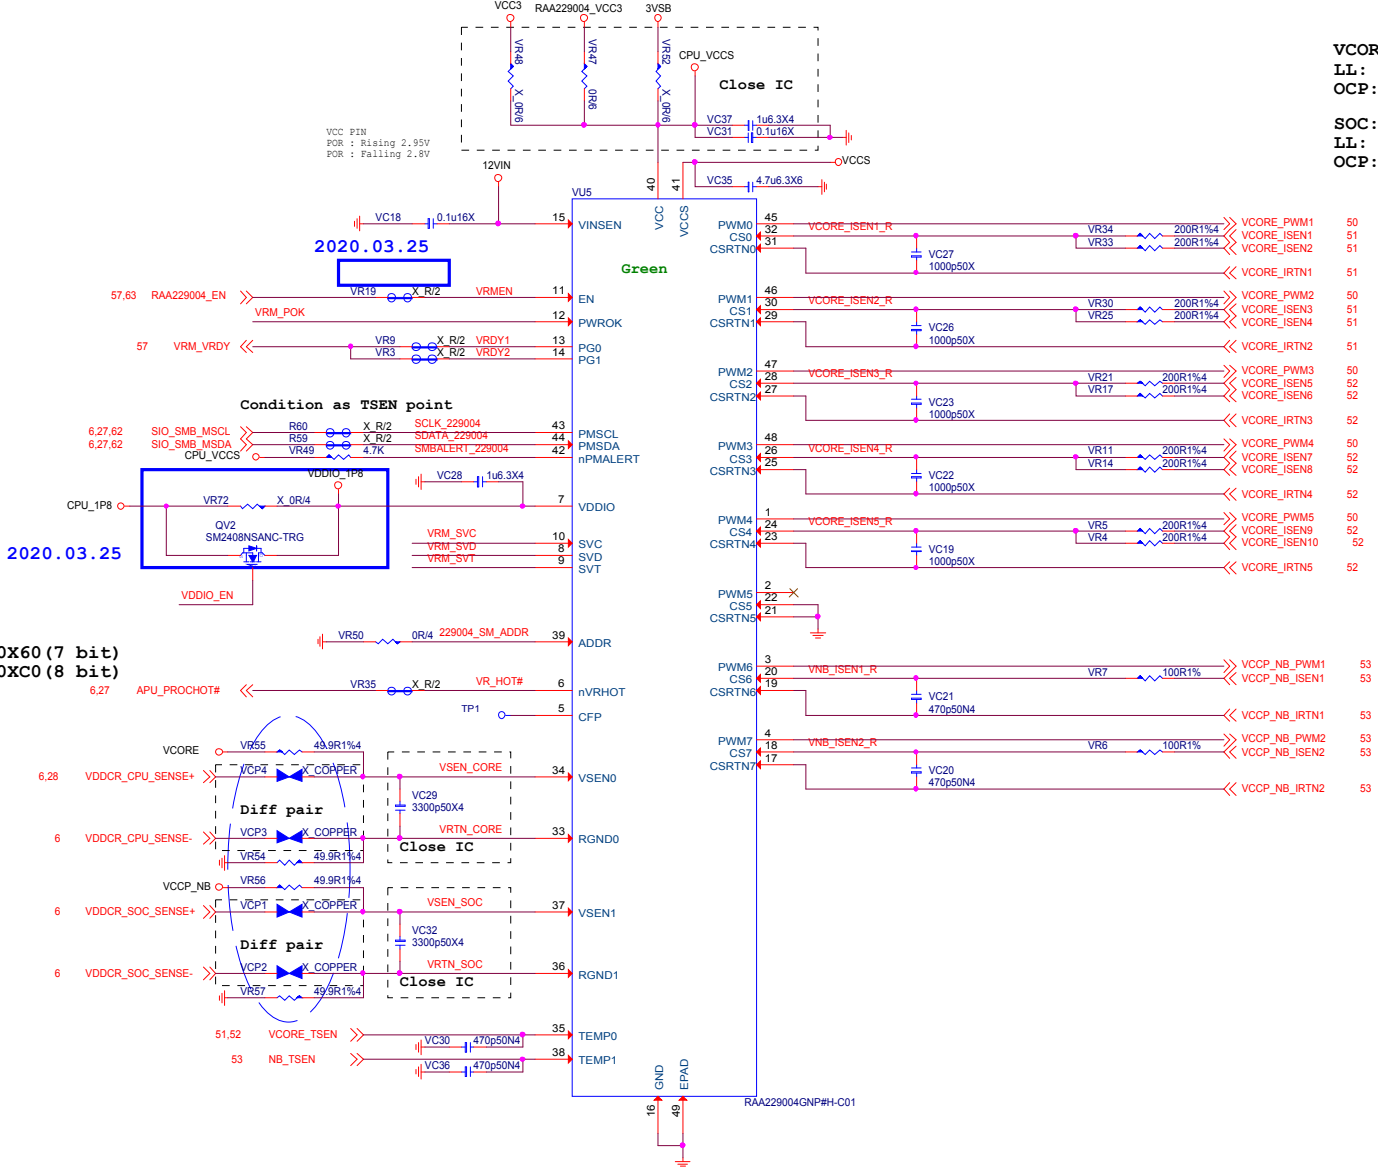 VCC3 RAA229004_VCC3 3VSB
VR48 X_0R/6
VR47 0R6
VR52 X_0R/6
CPU_VCCS
Close IC
VC37 1u6.3X4
VC31 0.1u16X
VCC PIN
POR : Rising 2.95V
POR : Falling 2.8V
VCOR
LL:
OCP:
SOC:
LL:
OCP:
12VIN
VC18 0.1u16X
40 41
VCCS
VC35 4.7u6.3X6
VU5
VCC VCCS
15 VINSEN
2020.03.25
Green
57,63 RAA229004_EN VR19 X_R/2 VRMEN 11 EN
VRM_POK 12 PWROK
57 VRM_VRDY VR9 X_R/2 VRDY1 13 PG0
VR3 X_R/2 VRDY2 14 PG1
Condition as TSEN point
6,27,62 SIO_SMB_MSCL R60 X_R/2 SCLK_229004 43 PMSCL
6,27,62 SIO_SMB_MSDA R59 X_R/2 SDATA_229004 44 PMSDA
CPU_VCCS VR49 4.7K SMBALERT_229004 42 nPMALERT
VDDIO_1P8
VC28 1u6.3X4
CPU_1P8 VR72 X_0R/4 7 VDDIO
QV2
SM2408NSANC-TRG
2020.03.25
VDDIO_EN
VRM_SVC 10 SVC
VRM_SVD 8 SVD
VRM_SVT 9 SVT
VR50 0R/4 229004_SM_ADDR 39 ADDR
0X60(7 bit)
0XC0(8 bit)
6,27 APU_PROCHOT# VR35 X_R/2 VR_HOT# 6 nVRHOT
TP1 5 CFP
VCORE VR55 49.9R1%4
6,28 VDDCR_CPU_SENSE+ VCP4 X_COPPER VSEN_CORE 34 VSEN0
Diff pair
VC29
3300p50X4
6 VDDCR_CPU_SENSE- VCP3 X_COPPER VRTN_CORE 33 RGND0
Close IC
VR54 49.9R1%4
VCCP_NB VR56 49.9R1%4
6 VDDCR_SOC_SENSE+ VCP1 X_COPPER VSEN_SOC 37 VSEN1
Diff pair
VC32
3300p50X4
6 VDDCR_SOC_SENSE- VCP2 X_COPPER VRTN_SOC 36 RGND1
Close IC
VR57 49.9R1%4
51,52 VCORE_TSEN 35 TEMP0
VC30 470p50N4
53 NB_TSEN 38 TEMP1
VC36 470p50N4
GND EPAD
16 49
RAA229004GNP#H-C01
PWM0 45 VCORE_PWM1 50
CS0 32 VCORE_ISEN1_R VR34 200R1%4 VCORE_ISEN1 51
CSRTN0 31 VR33 200R1%4 VCORE_ISEN2 51
VC27
1000p50X
VCORE_IRTN1 51
PWM1 46 VCORE_PWM2 50
CS1 30 VCORE_ISEN2_R VR30 200R1%4 VCORE_ISEN3 51
CSRTN1 29 VR25 200R1%4 VCORE_ISEN4 51
VC26
1000p50X
VCORE_IRTN2 51
PWM2 47 VCORE_PWM3 50
CS2 28 VCORE_ISEN3_R VR21 200R1%4 VCORE_ISEN5 52
CSRTN2 27 VR17 200R1%4 VCORE_ISEN6 52
VC23
1000p50X
VCORE_IRTN3 52
PWM3 48 VCORE_PWM4 50
CS3 26 VCORE_ISEN4_R VR11 200R1%4 VCORE_ISEN7 52
CSRTN3 25 VR14 200R1%4 VCORE_ISEN8 52
VC22
1000p50X
VCORE_IRTN4 52
PWM4 1 VCORE_PWM5 50
CS4 24 VCORE_ISEN5_R VR5 200R1%4 VCORE_ISEN9 52
CSRTN4 23 VR4 200R1%4 VCORE_ISEN10 52
VC19
1000p50X
VCORE_IRTN5 52
PWM5 2
CS5 22
CSRTN5 21
PWM6 3 VCCP_NB_PWM1 53
CS6 20 VNB_ISEN1_R VR7 100R1% VCCP_NB_ISEN1 53
CSRTN6 19
VC21
470p50N4
VCCP_NB_IRTN1 53
PWM7 4 VCCP_NB_PWM2 53
CS7 18 VNB_ISEN2_R VR6 100R1% VCCP_NB_ISEN2 53
CSRTN7 17
VC20
470p50N4
VCCP_NB_IRTN2 53